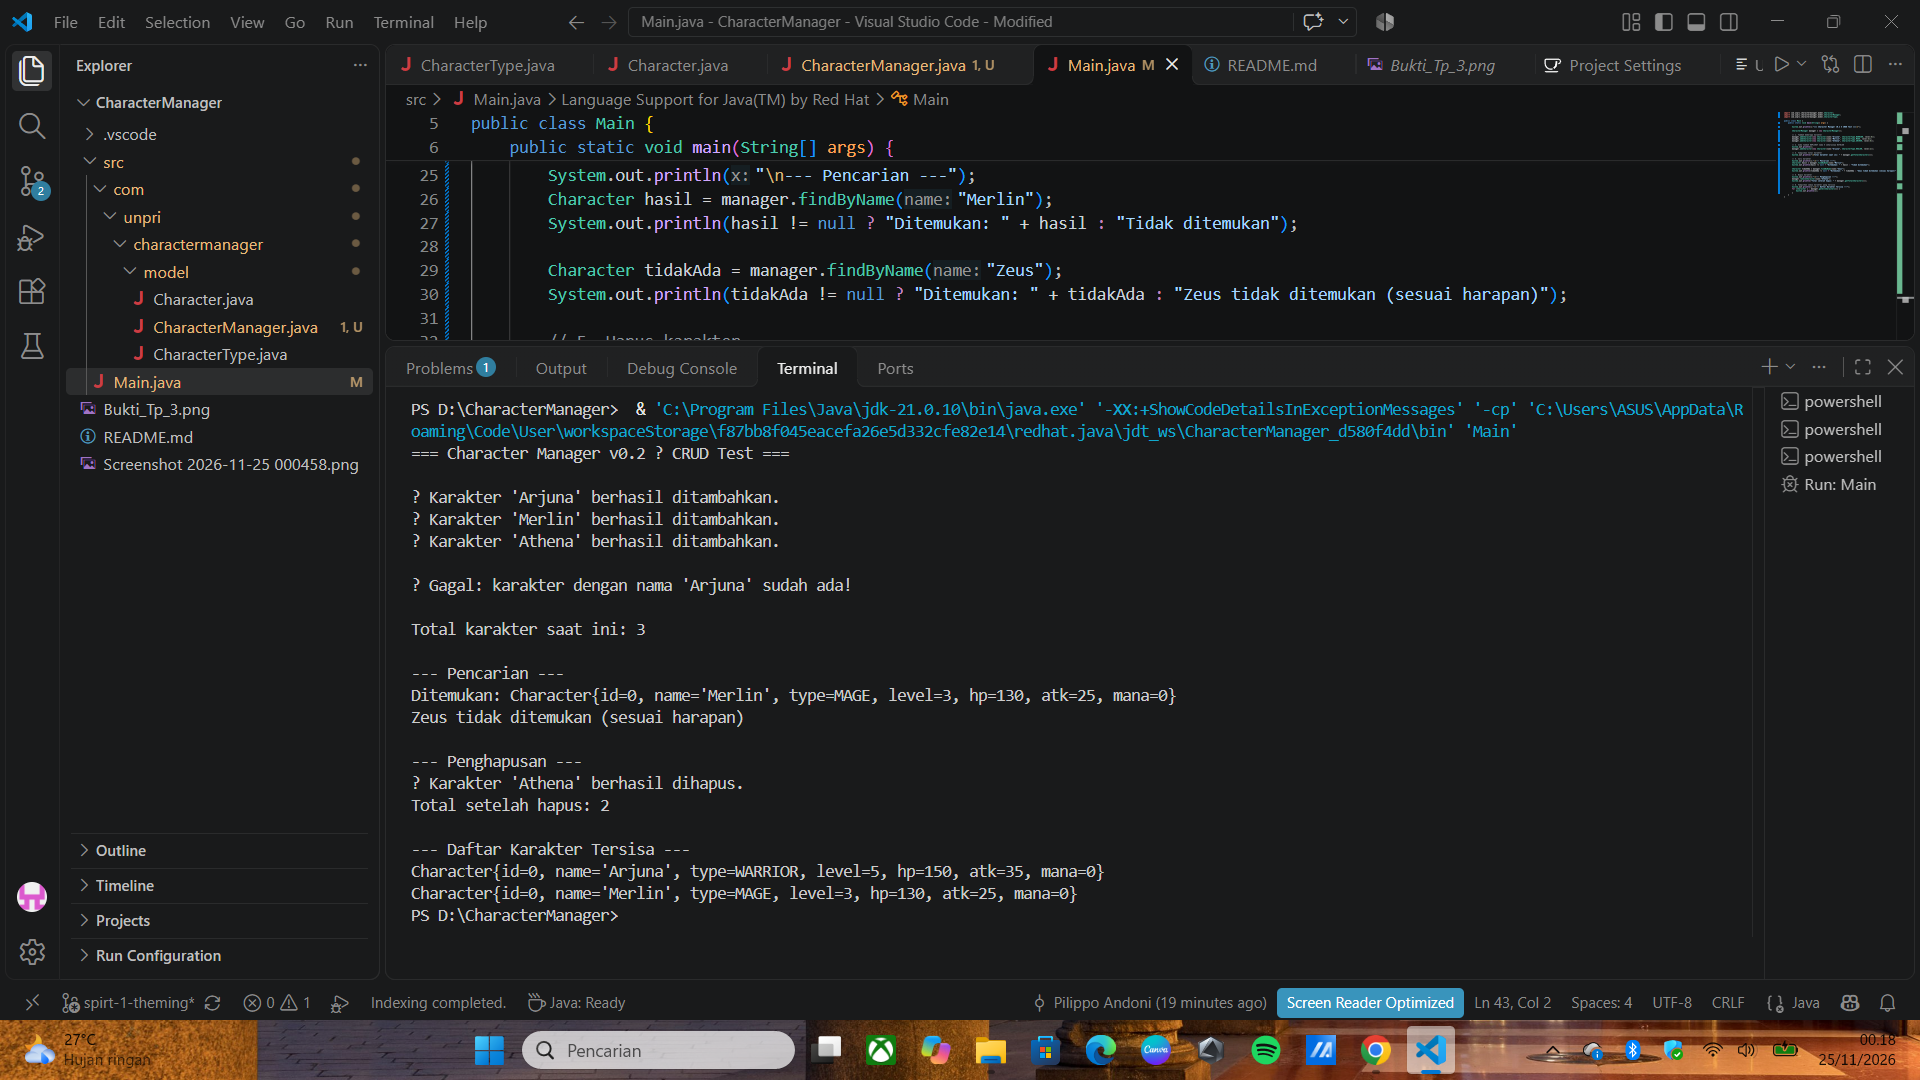 File Edit Selection View Go Run Terminal Help
Main.java - CharacterManager - Visual Studio Code - Modified
Explorer
CharacterManager
.vscode
src
com
unpri
charactermanager
model
Character.java
CharacterManager.java 1, U
CharacterType.java
Main.java M
Bukti_Tp_3.png
README.md
Screenshot 2026-11-25 000458.png
Outline
Timeline
Projects
Run Configuration
2
CharacterType.java Character.java CharacterManager.java 1, U Main.java M README.md Bukti_Tp_3.png Project Settings
src > Main.java > Language Support for Java(TM) by Red Hat > Main
5 public class Main {
6 public static void main(String[] args) {
25 System.out.println(x: "\n--- Pencarian ---");
26 Character hasil = manager.findByName(name: "Merlin");
27 System.out.println(hasil != null ? "Ditemukan: " + hasil : "Tidak ditemukan");
28
29 Character tidakAda = manager.findByName(name: "Zeus");
30 System.out.println(tidakAda != null ? "Ditemukan: " + tidakAda : "Zeus tidak ditemukan (sesuai harapan)");
31
Problems 1 Output Debug Console Terminal Ports
PS D:\CharacterManager>  & 'C:\Program Files\Java\jdk-21.0.10\bin\java.exe' '-XX:+ShowCodeDetailsInExceptionMessages' '-cp' 'C:\Users\ASUS\AppData\R
oaming\Code\User\workspaceStorage\f87bb8f045eacefa26e5d332cfe82e14\redhat.java\jdt_ws\CharacterManager_d580f4dd\bin' 'Main'
=== Character Manager v0.2 ? CRUD Test ===
? Karakter 'Arjuna' berhasil ditambahkan.
? Karakter 'Merlin' berhasil ditambahkan.
? Karakter 'Athena' berhasil ditambahkan.
? Gagal: karakter dengan nama 'Arjuna' sudah ada!
Total karakter saat ini: 3
--- Pencarian ---
Ditemukan: Character{id=0, name='Merlin', type=MAGE, level=3, hp=130, atk=25, mana=0}
Zeus tidak ditemukan (sesuai harapan)
--- Penghapusan ---
? Karakter 'Athena' berhasil dihapus.
Total setelah hapus: 2
--- Daftar Karakter Tersisa ---
Character{id=0, name='Arjuna', type=WARRIOR, level=5, hp=150, atk=35, mana=0}
Character{id=0, name='Merlin', type=MAGE, level=3, hp=130, atk=25, mana=0}
PS D:\CharacterManager>
powershell
powershell
powershell
Run: Main
spirt-1-theming* 0 1 Indexing completed. Java: Ready Pilippo Andoni (19 minutes ago) Screen Reader Optimized Ln 43, Col 2 Spaces: 4 UTF-8 CRLF Java
27°C
Hujan ringan
Pencarian
Canva
00.18
25/11/2026